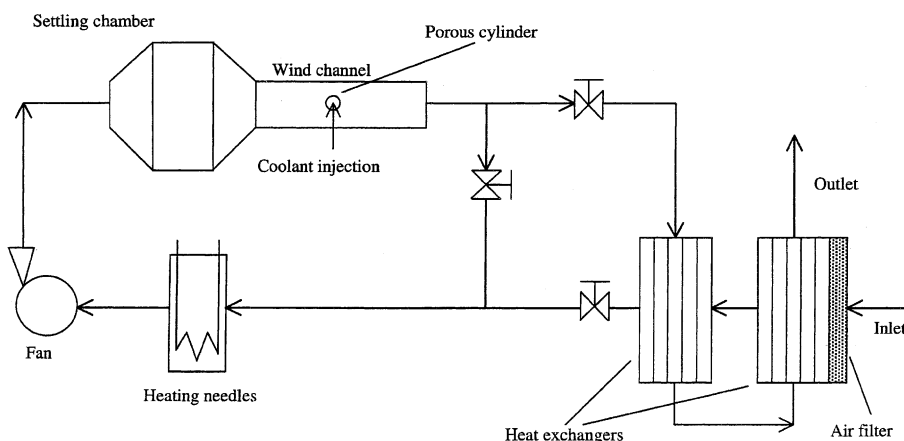 Settling chamber
Porous cylinder
Wind channel
Coolant injection
Outlet
Inlet
Fan
Heating needles
Heat exchangers
Air filter